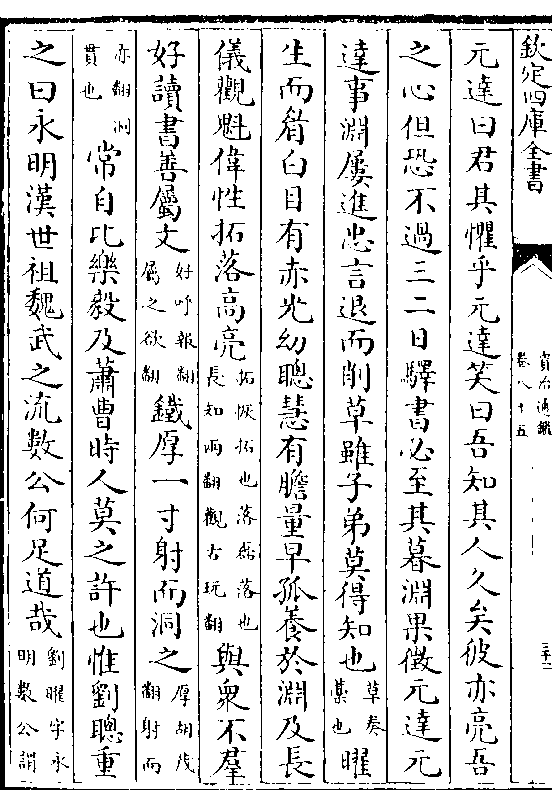 欽定四庫全書
資治通鑑
卷八十五
三十二
元達曰君其懼乎元達笑曰吾知其人久矣彼亦亮吾
之心但恐不過三二日驛書必至其暮淵果徵元達元
達事淵屢進忠言退而削草雖子弟莫得知也草奏藁也曜
生而眉白目有赤光幼聰慧有膽量早孤養於淵及長
儀觀魁偉性拓落高亮拓恢拓也落磊落也長知兩翻觀古玩翻與衆不羣
好讀書善屬文好呼報翻屬之欲翻鐵厚一寸射而洞之厚胡茂翻射而
亦翻洞貫也常自比樂毅及蕭曹時人莫之許也惟劉聰重
之曰永明漢世祖魏武之流數公何足道哉劉曜字永明數公謂